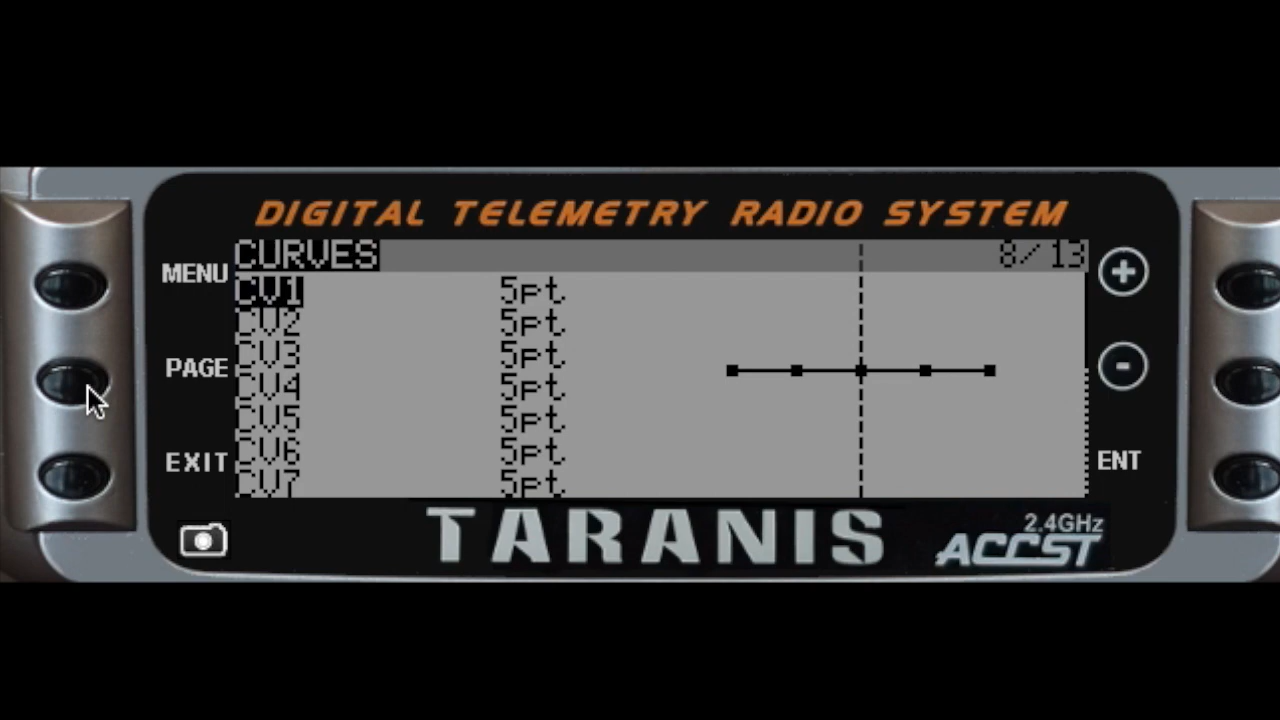 DIGITAL TELEMETRY RADIO SYSTEM
MENU
PAGE
EXIT
CURVES 8/13
CV1 5pt
CV2 5pt
CV3 5pt
CV4 5pt
CV5 5pt
CV6 5pt
CV7 5pt
+
-
ENT
TARANIS
2.4GHz
ACCST